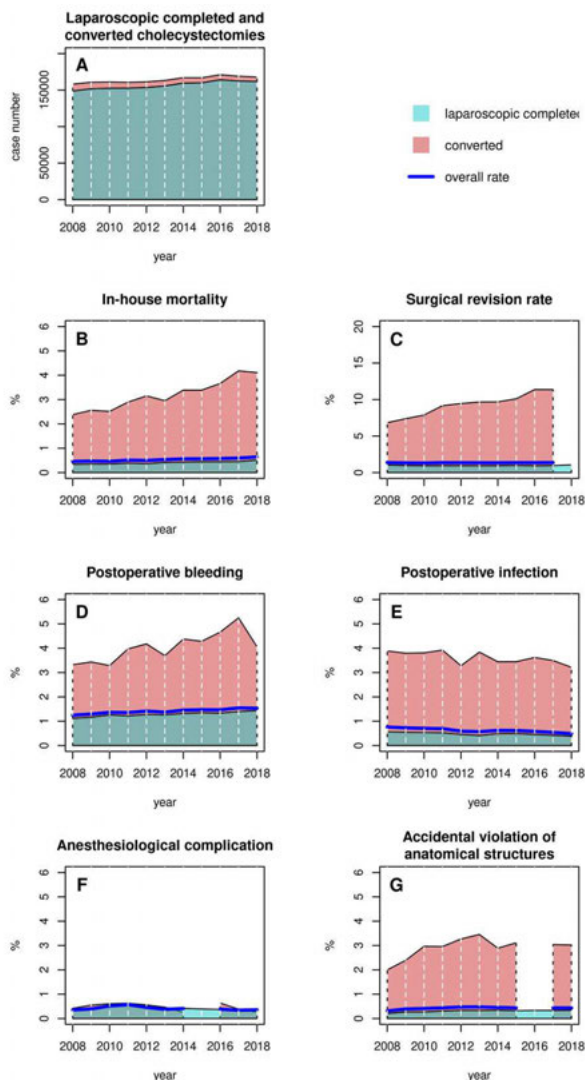 Laparoscopic completed and
converted cholecystectomies
A
case number
150000
50000
0
2008 2010 2012 2014 2016 2018
year
laparoscopic complete
converted
overall rate
In-house mortality
B
%
6
5
4
3
2
1
0
2008 2010 2012 2014 2016 2018
year
Surgical revision rate
C
%
20
15
10
5
0
2008 2010 2012 2014 2016 2018
year
Postoperative bleeding
D
%
6
5
4
3
2
1
0
2008 2010 2012 2014 2016 2018
year
Postoperative infection
E
%
6
5
4
3
2
1
0
2008 2010 2012 2014 2016 2018
year
Anesthesiological complication
F
%
6
5
4
3
2
1
0
2008 2010 2012 2014 2016 2018
year
Accidental violation of
anatomical structures
G
%
6
5
4
3
2
1
0
2008 2010 2012 2014 2016 2018
year